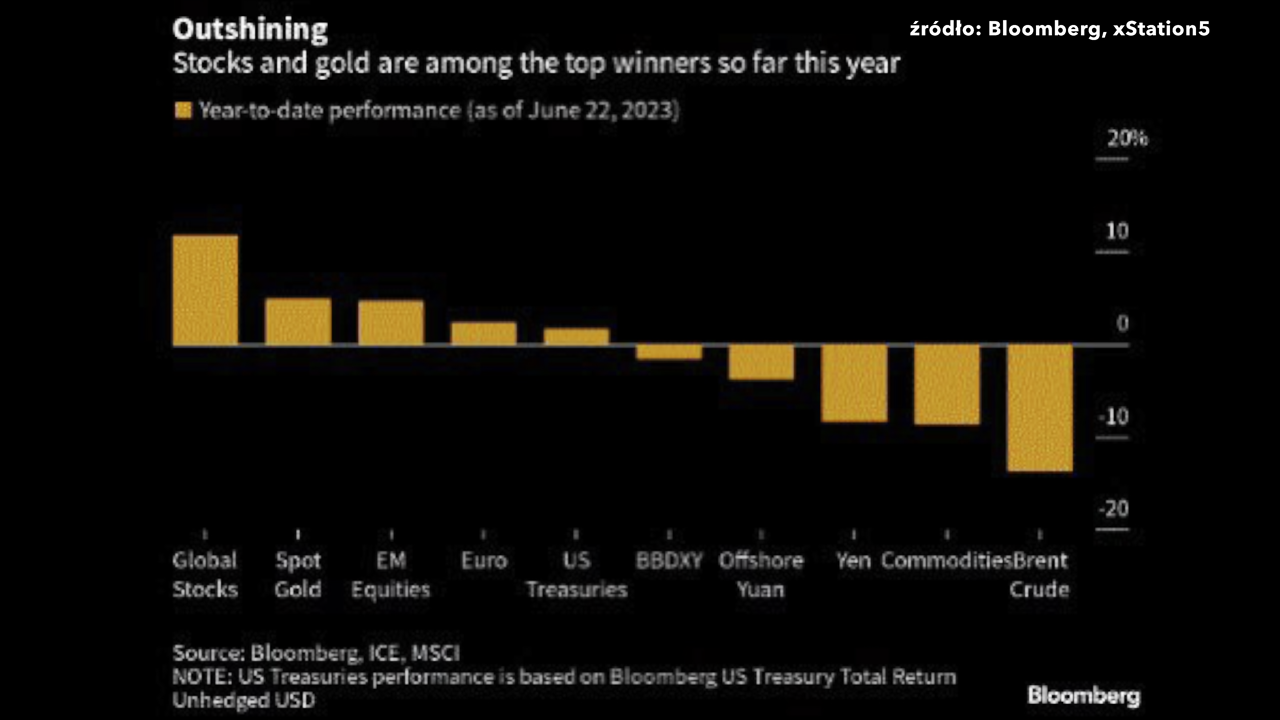 Outshining
źródło: Bloomberg, xStation5
Stocks and gold are among the top winners so far this year
Year-to-date performance (as of June 22, 2023)
20%
10
0
-10
-20
Global Stocks
Spot Gold
EM Equities
Euro
US Treasuries
BBDXY
Offshore Yuan
Yen
Commodities
Brent Crude
Source: Bloomberg, ICE, MSCI
NOTE: US Treasuries performance is based on Bloomberg US Treasury Total Return
Unhedged USD
Bloomberg